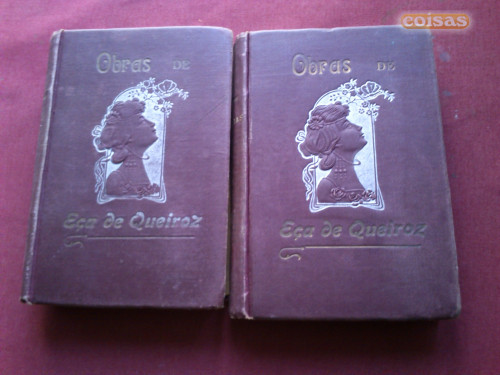 coisas
Obras DE
Eça de Queiroz
Obras DE
Eça de Queiroz